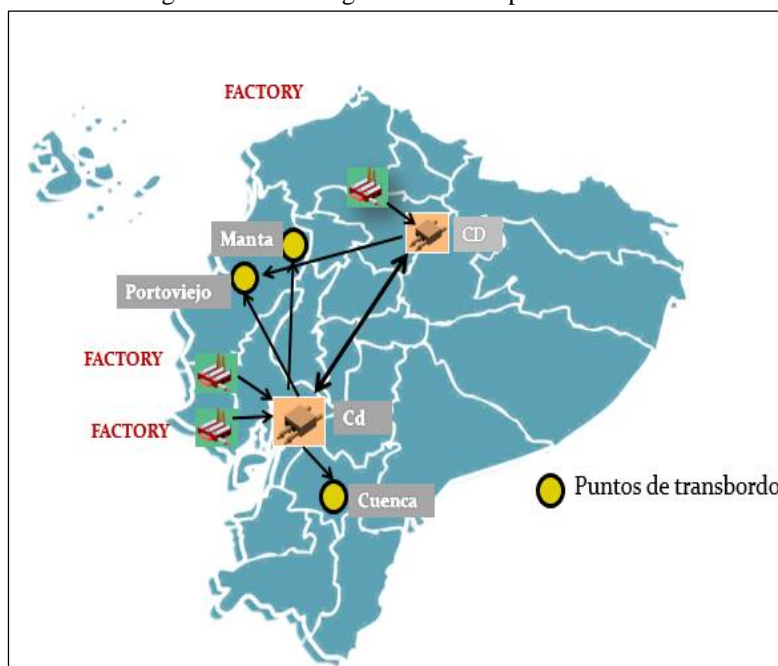 FACTORY
CD
Manta
Portoviejo
FACTORY
FACTORY
Cd
Cuenca
Puntos de transbordo